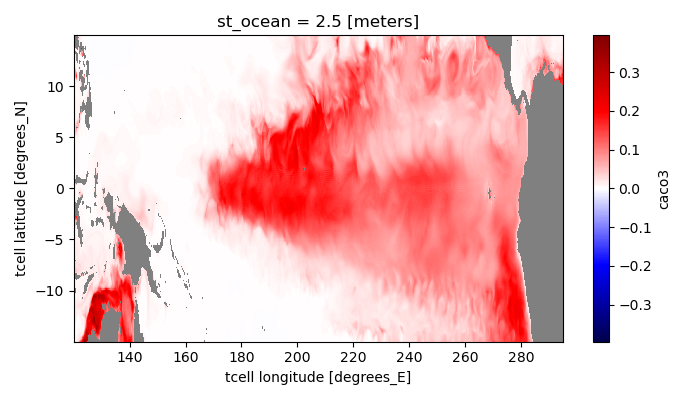 st_ocean = 2.5 [meters]
10
5
0
−5
−10
tcell latitude [degrees_N]
140 160 180 200 220 240 260 280
tcell longitude [degrees_E]
0.3
0.2
0.1
0.0
−0.1
−0.2
−0.3
caco3